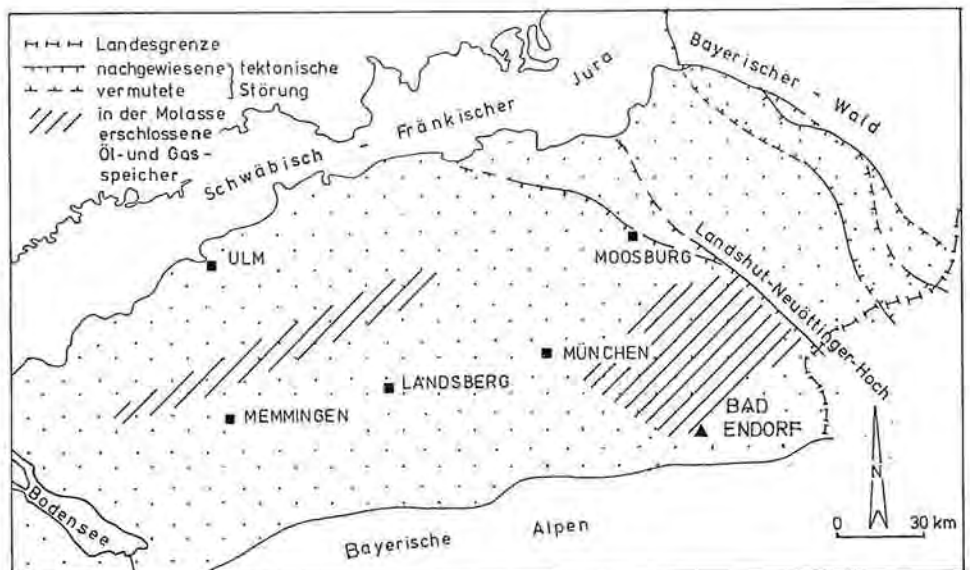 Landesgrenze
nachgewiesene
vermutete
tektonische
Störung
in der Molasse
erschlossene
Öl-und Gas-
speicher
Schwäbisch - Fränkischer Jura
Bayerischer - Wald
ULM
MOOSBURG
Landshut-Neuöttinger-Hoch
MÜNCHEN
LANDSBERG
MEMMINGEN
BAD
ENDORF
Bodensee
Bayerische Alpen
N
0 30 km